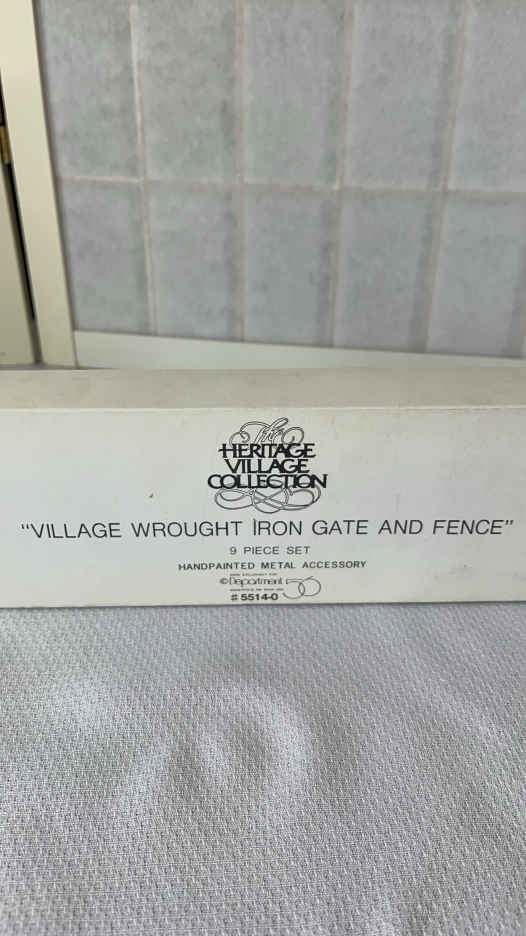 The
HERITAGE
VILLAGE
COLLECTION
"VILLAGE WROUGHT IRON GATE AND FENCE"
9 PIECE SET
HANDPAINTED METAL ACCESSORY
© Department 56
# 5514-0